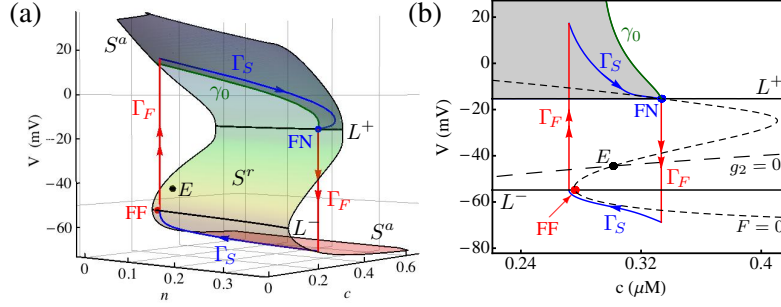 (a)
20
0
−20
−40
−60
V (mV)
S^a
Γ_S
γ_0
Γ_F
FN
L^+
S^r
E
Γ_F
FF
L^−
S^a
Γ_S
0
0.1
0.2
n
0
0.2
0.4
0.6
c
(b)
20
0
−20
−40
−60
−80
V (mV)
γ_0
Γ_S
L^+
FN
Γ_F
E
Γ_F
g_2 = 0
L^−
FF
Γ_S
F = 0
0.24
0.32
0.4
c (μM)